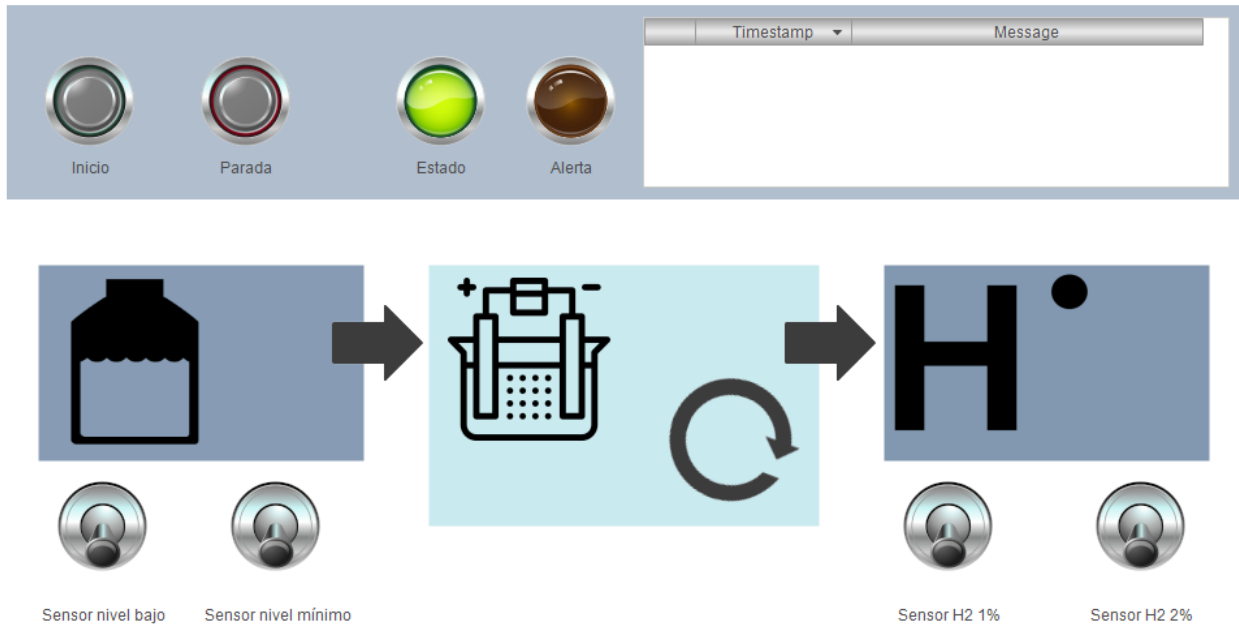 Timestamp Message
Inicio Parada Estado Alerta
+ -
H
Sensor nivel bajo Sensor nivel mínimo Sensor H2 1% Sensor H2 2%